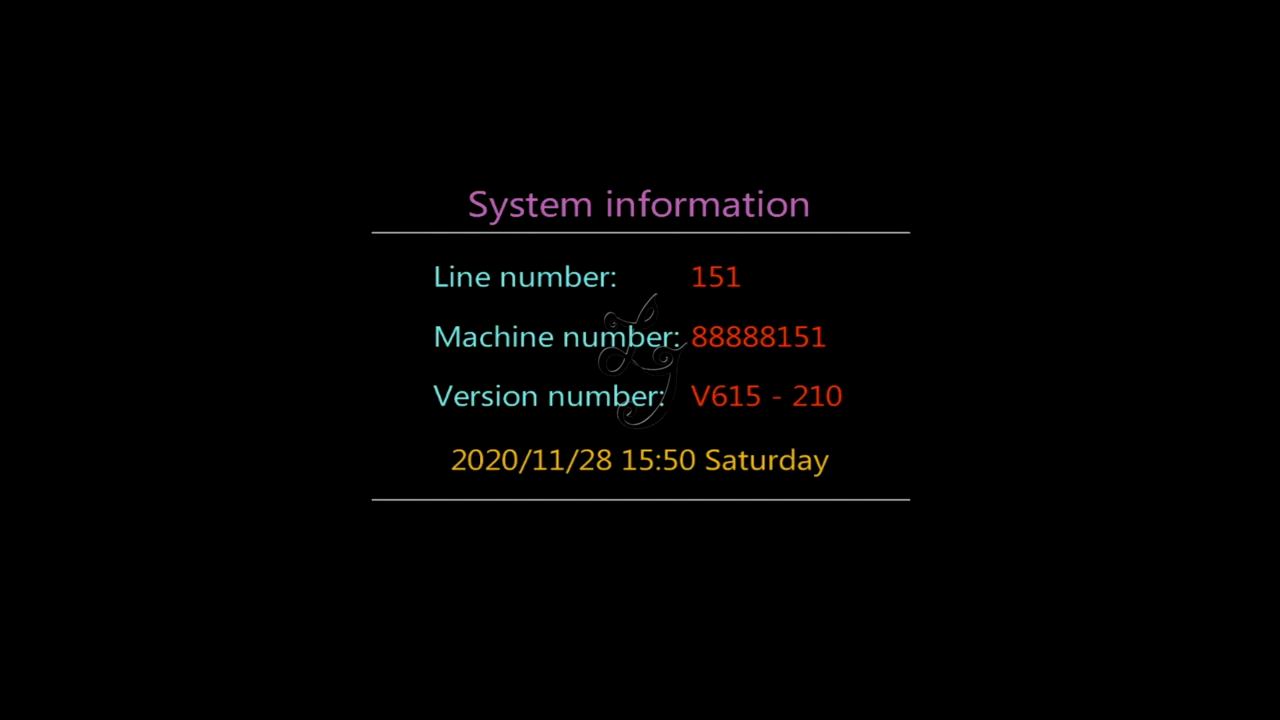 System information
Line number: 151
Machine number: 88888151
Version number: V615 - 210
2020/11/28 15:50 Saturday